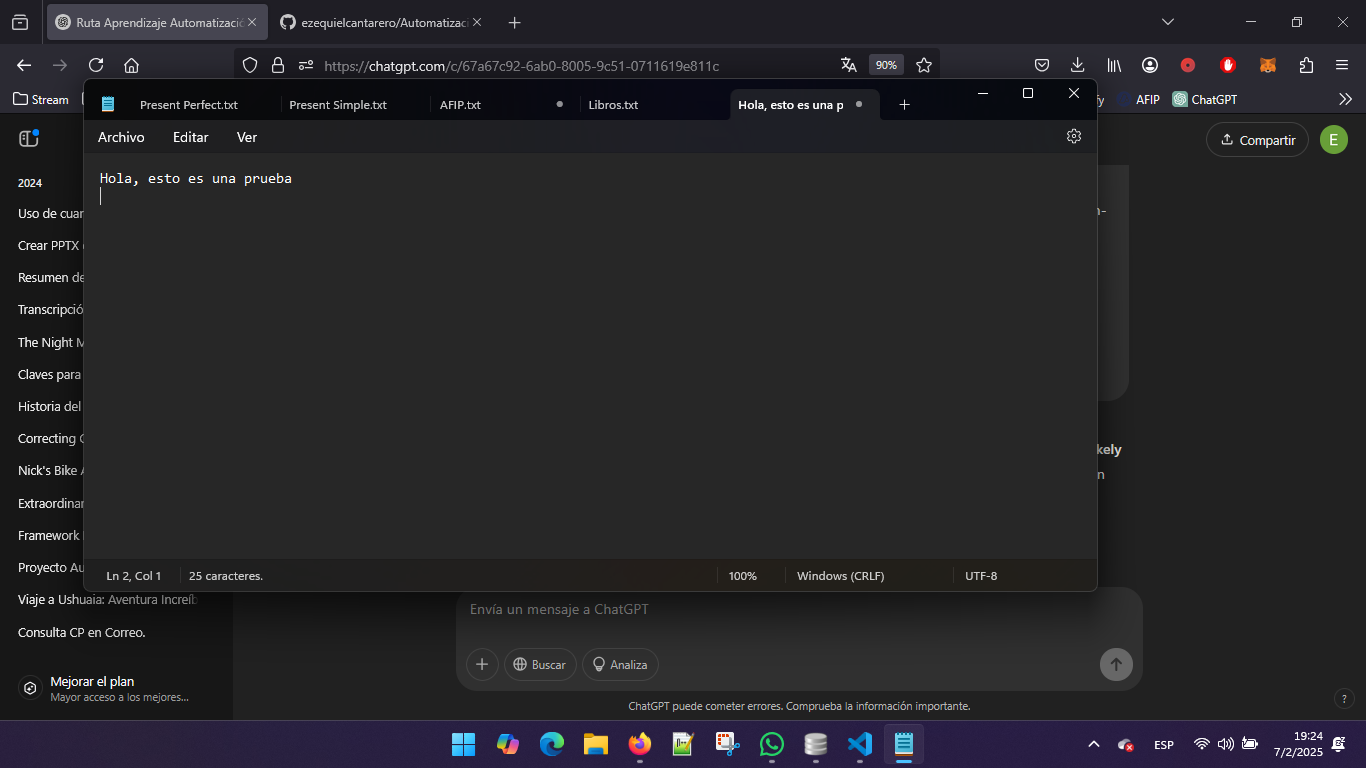 Ruta Aprendizaje Automatizació
ezequielcantarero/Automatizaci
https://chatgpt.com/c/67a67c92-6ab0-8005-9c51-0711619e811c
90%
Stream
AFIP
ChatGPT
Present Perfect.txt
Present Simple.txt
AFIP.txt
Libros.txt
Hola, esto es una p
Archivo
Editar
Ver
Compartir
E
Hola, esto es una prueba
2024
Uso de cuar
Crear PPTX
Resumen de
Transcripció
The Night M
Claves para
Historia del
Correcting
Nick's Bike
Extraordinar
Framework
Proyecto Au
Viaje a Ushuaia: Aventura Increíb
Consulta CP en Correo.
kely
n
Ln 2, Col 1
25 caracteres.
100%
Windows (CRLF)
UTF-8
Envía un mensaje a ChatGPT
Buscar
Analiza
Mejorar el plan
Mayor acceso a los mejores...
ChatGPT puede cometer errores. Comprueba la información importante.
?
ESP
19:24
7/2/2025